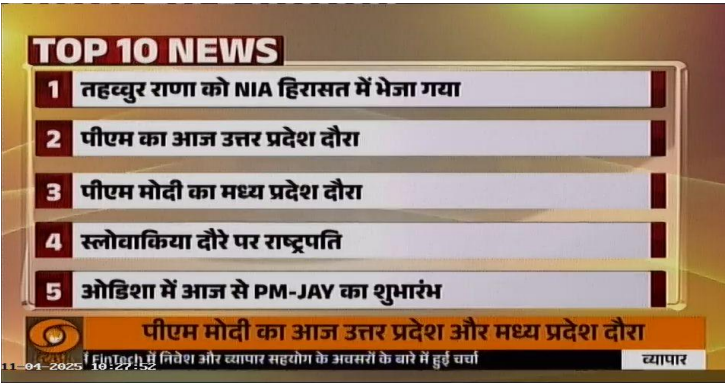 TOP 10 NEWS
1 तहव्वुर राणा को NIA हिरासत में भेजा गया
2 पीएम का आज उत्तर प्रदेश दौरा
3 पीएम मोदी का मध्य प्रदेश दौरा
4 स्लोवाकिया दौरे पर राष्ट्रपति
5 ओडिशा में आज से PM-JAY का शुभारंभ
पीएम मोदी का आज उत्तर प्रदेश और मध्य प्रदेश दौरा
FinTech में निवेश और व्यापार सहयोग के अवसरों के बारे में हुई चर्चा
व्यापार
11-04-2025 10:27:52